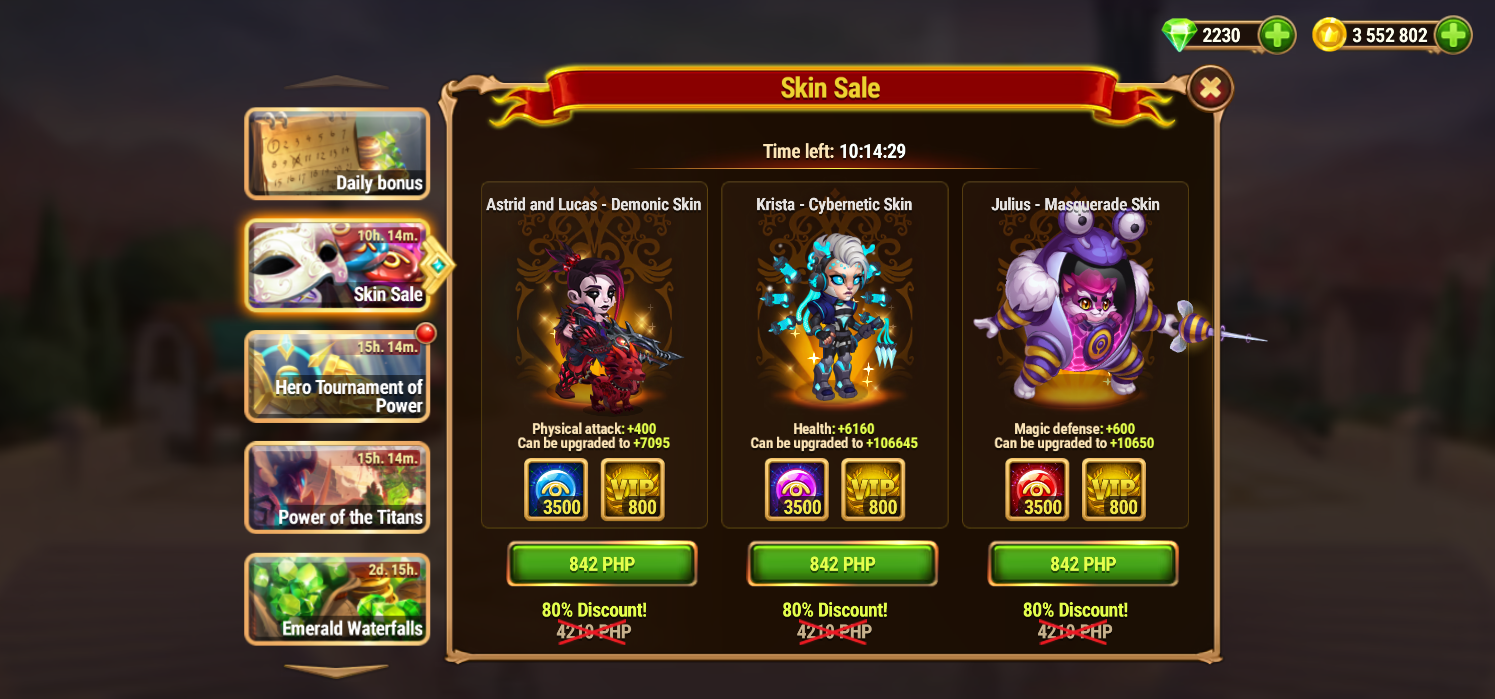 2230
3 552 802
Skin Sale
Time left: 10:14:29
Daily bonus
10h. 14m.
Skin Sale
15h. 14m.
Hero Tournament of
Power
15h. 14m.
Power of the Titans
2d. 15h.
Emerald Waterfalls
Astrid and Lucas - Demonic Skin
Physical attack: +400
Can be upgraded to +7095
3500
VIP
800
842 PHP
80% Discount!
4210 PHP
Krista - Cybernetic Skin
Health: +6160
Can be upgraded to +106645
3500
VIP
800
842 PHP
80% Discount!
4210 PHP
Julius - Masquerade Skin
Magic defense: +600
Can be upgraded to +10650
3500
VIP
800
842 PHP
80% Discount!
4210 PHP